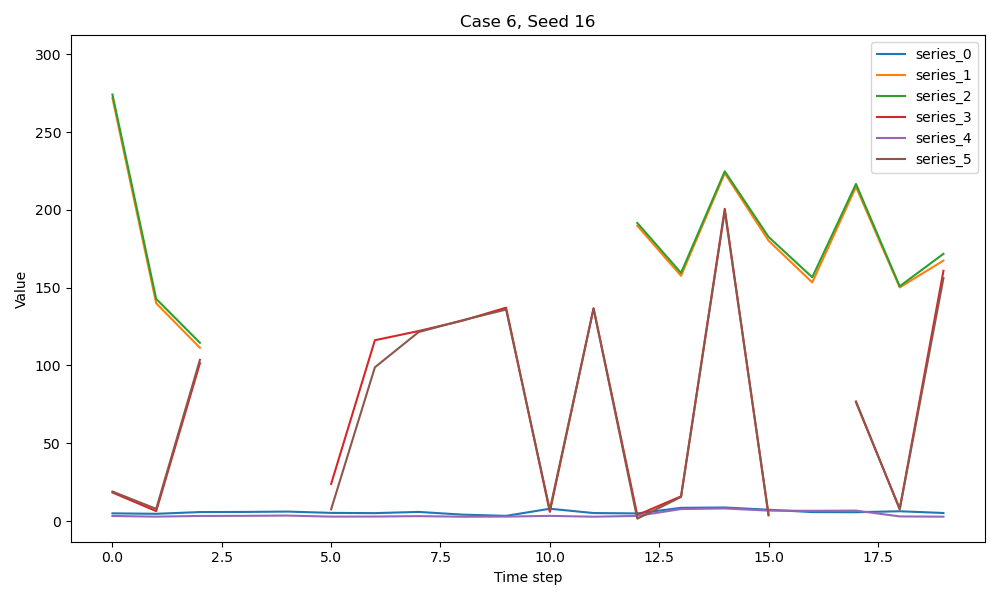 Case 6, Seed 16
300
250
200
150
100
50
0
Value
0.0 2.5 5.0 7.5 10.0 12.5 15.0 17.5
Time step
series_0
series_1
series_2
series_3
series_4
series_5